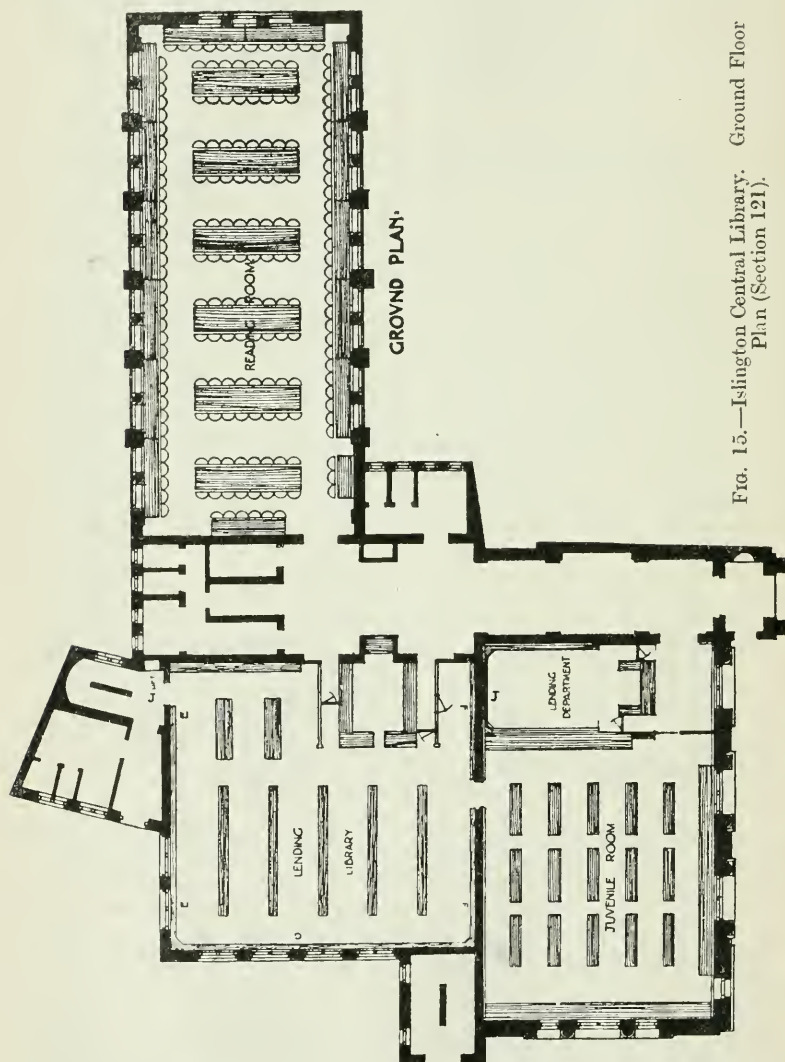 READING ROOM
GROVND PLAN.
LENDING
LIBRARY
LENDING
DEPARTMENT
JUVENILE ROOM
FIG. 15.—Islington Central Library. Ground Floor
Plan (Section 121).